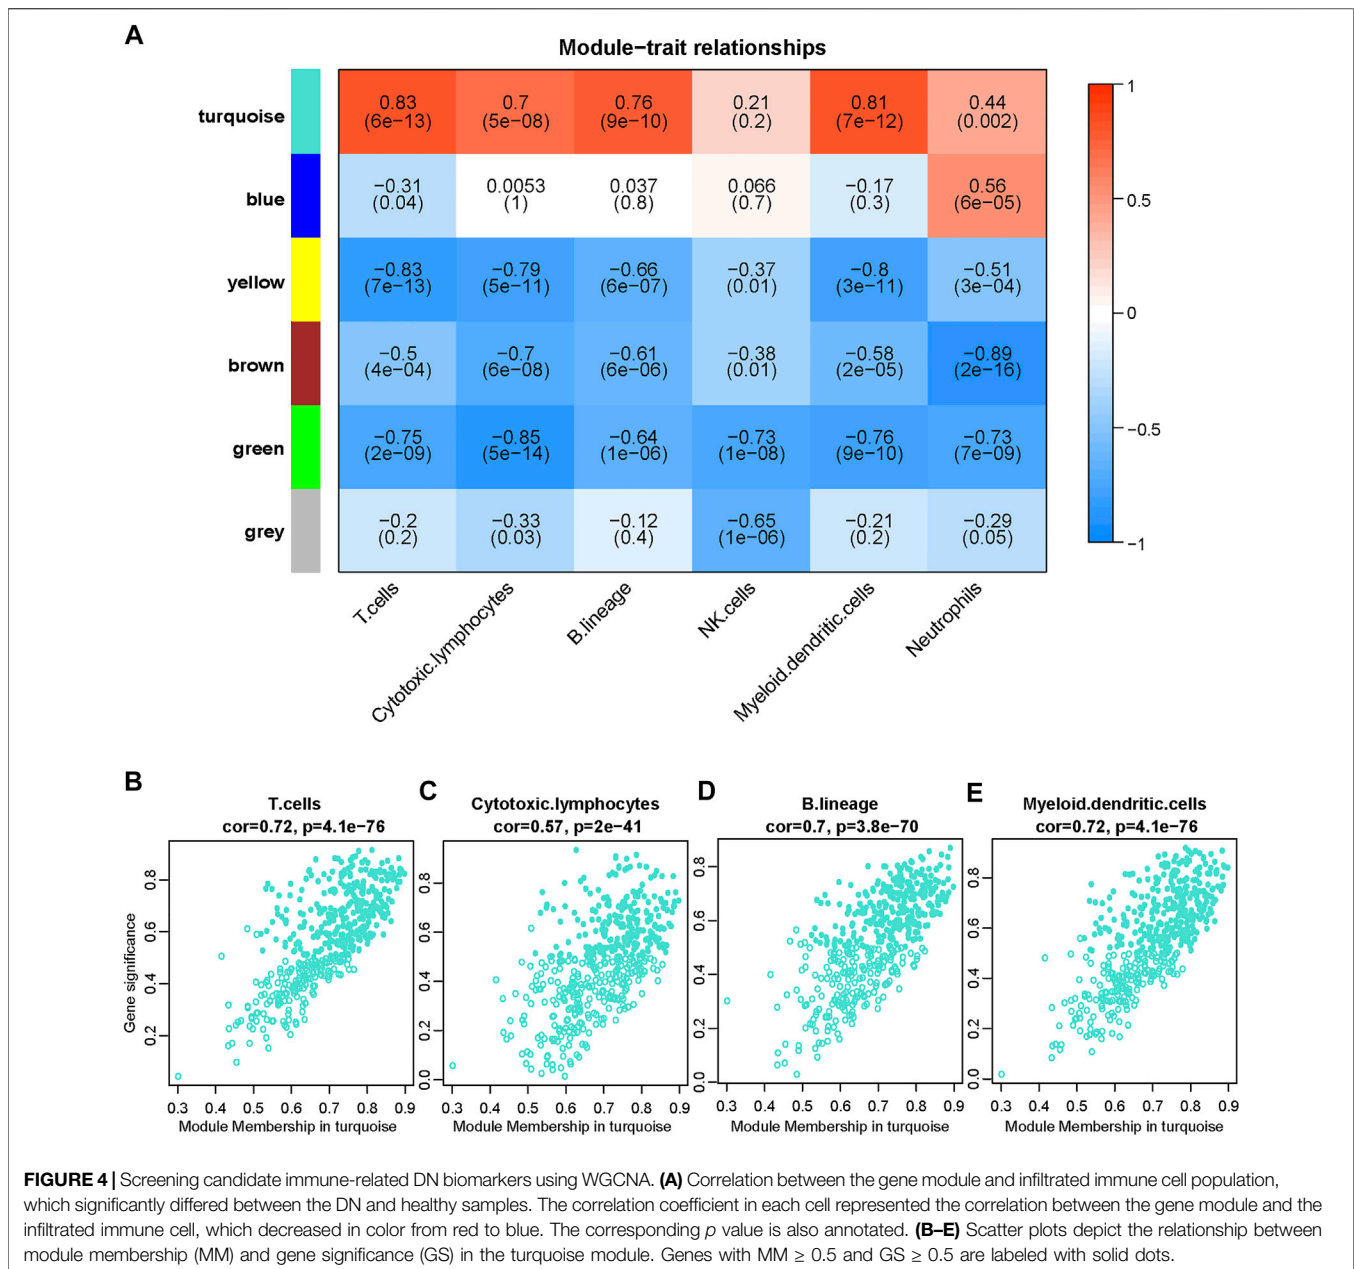 A
Module−trait relationships
turquoise
0.83 0.7 0.76 0.21 0.81 0.44
(6e−13) (5e−08) (9e−10) (0.2) (7e−12) (0.002)
blue
−0.31 0.0053 0.037 0.066 −0.17 0.56
(0.04) (1) (0.8) (0.7) (0.3) (6e−05)
yellow
−0.83 −0.79 −0.66 −0.37 −0.8 −0.51
(7e−13) (5e−11) (6e−07) (0.01) (3e−11) (3e−04)
brown
−0.5 −0.7 −0.61 −0.38 −0.58 −0.89
(4e−04) (6e−08) (6e−06) (0.01) (2e−05) (2e−16)
green
−0.75 −0.85 −0.64 −0.73 −0.76 −0.73
(2e−09) (5e−14) (1e−06) (1e−08) (9e−10) (7e−09)
grey
−0.2 −0.33 −0.12 −0.65 −0.21 −0.29
(0.2) (0.03) (0.4) (1e−06) (0.2) (0.05)
T.cells
Cytotoxic.lymphocytes
B.lineage
NK.cells
Myeloid.dendritic.cells
Neutrophils
1
0.5
0
−0.5
−1
B
T.cells
cor=0.72, p=4.1e−76
Gene significance
0.2 0.4 0.6 0.8
0.3 0.4 0.5 0.6 0.7 0.8 0.9
Module Membership in turquoise
C
Cytotoxic.lymphocytes
cor=0.57, p=2e−41
0.0 0.2 0.4 0.6 0.8
0.3 0.4 0.5 0.6 0.7 0.8 0.9
Module Membership in turquoise
D
B.lineage
cor=0.7, p=3.8e−70
0.0 0.2 0.4 0.6 0.8
0.3 0.4 0.5 0.6 0.7 0.8 0.9
Module Membership in turquoise
E
Myeloid.dendritic.cells
cor=0.72, p=4.1e−76
0.0 0.2 0.4 0.6 0.8
0.3 0.4 0.5 0.6 0.7 0.8 0.9
Module Membership in turquoise
FIGURE 4 | Screening candidate immune-related DN biomarkers using WGCNA. (A) Correlation between the gene module and infiltrated immune cell population,
which significantly differed between the DN and healthy samples. The correlation coefficient in each cell represented the correlation between the gene module and the
infiltrated immune cell, which decreased in color from red to blue. The corresponding p value is also annotated. (B–E) Scatter plots depict the relationship between
module membership (MM) and gene significance (GS) in the turquoise module. Genes with MM ≥ 0.5 and GS ≥ 0.5 are labeled with solid dots.